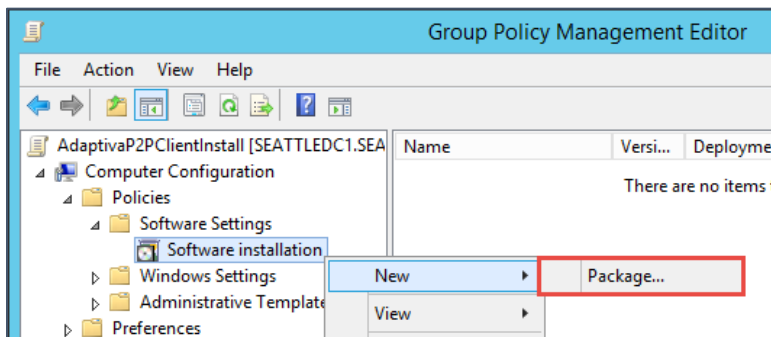 Group Policy Management Editor
File Action View Help
AdaptivaP2PClientInstall [SEATTLEDC1.SEA
Name Versi... Deployme
Computer Configuration
There are no items
Policies
Software Settings
Software installation
Windows Settings
New Package...
Administrative Template
View
Preferences